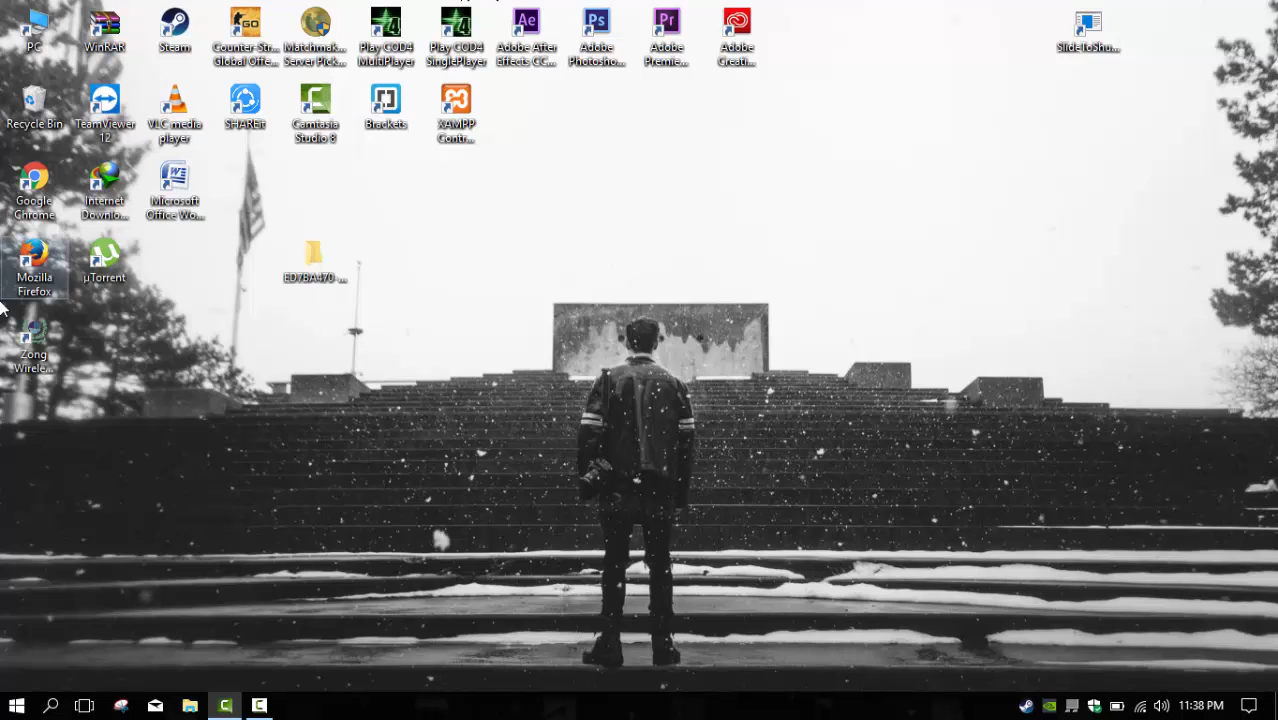 PC
WinRAR
Steam
Counter-Str...
Global Offe...
Matchmak...
Server Pick...
Play COD4
MultiPlayer
Play COD4
SinglePlayer
Adobe After
Effects CC...
Adobe
Photosho...
Adobe
Premie...
Adobe
Creati...
SlideToShu...
Recycle Bin
TeamViewer
12
VLC media
player
SHAREit
Camtasia
Studio 8
Brackets
XAMPP
Contr...
Google
Chrome
Internet
Downlo...
Microsoft
Office Wo...
Mozilla
Firefox
µTorrent
ED7BA470-...
Zong
Wirele...
11:38 PM